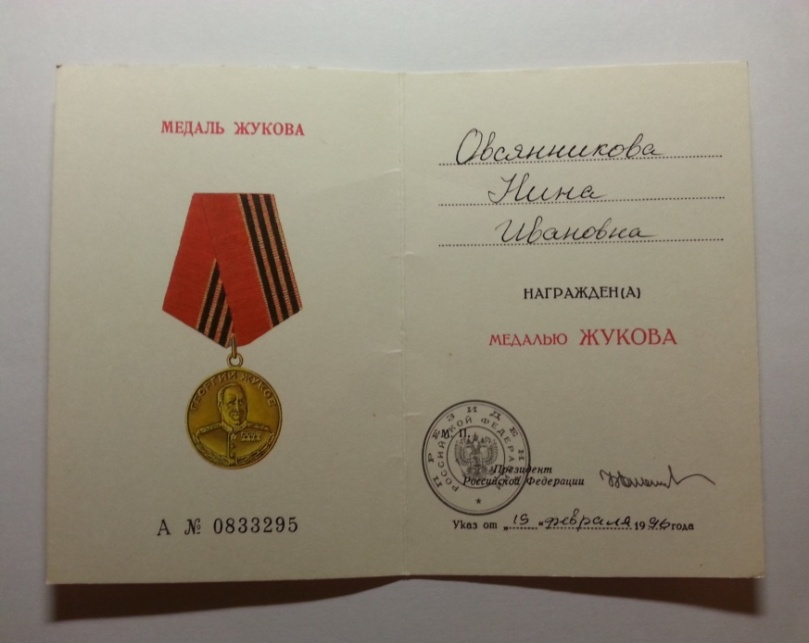 МЕДАЛЬ ЖУКОВА
ГЕОРГИЙ ЖУКОВ
А № 0833295
Овсянникова
Нина
Ивановна
НАГРАЖДЕН(А)
МЕДАЛЬЮ ЖУКОВА
ПРЕЗИДЕНТ
РОССИЙСКОЙ ФЕДЕРАЦИИ
М. П.
Президент
Российской Федерации
Указ от „19 „ февраля 1996 года